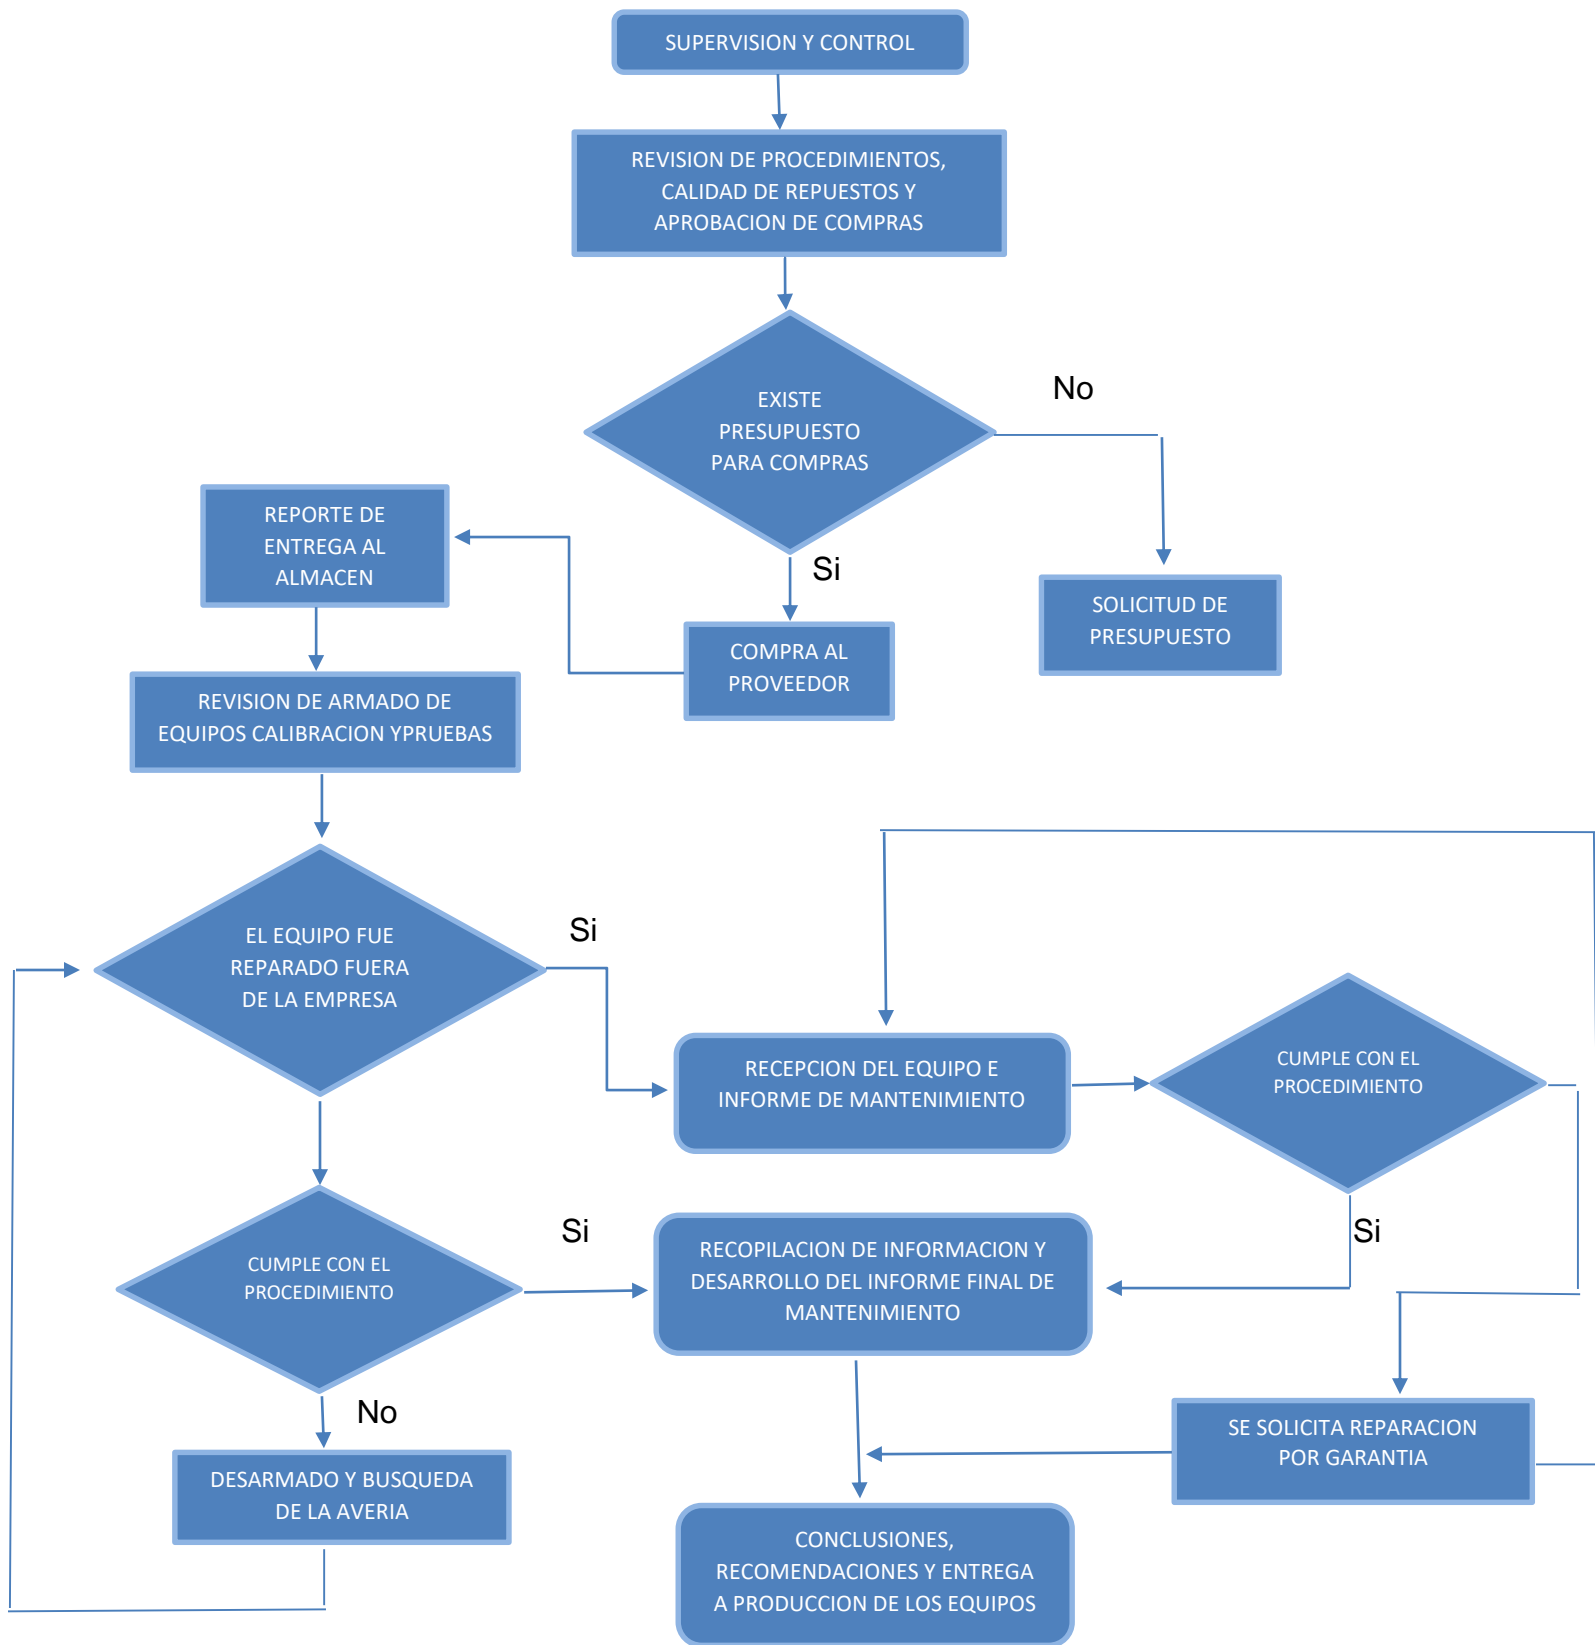 SUPERVISION Y CONTROL
REVISION DE PROCEDIMIENTOS,
CALIDAD DE REPUESTOS Y
APROBACION DE COMPRAS
EXISTE
PRESUPUESTO
PARA COMPRAS
No
Si
REPORTE DE
ENTREGA AL
ALMACEN
SOLICITUD DE
PRESUPUESTO
COMPRA AL
PROVEEDOR
REVISION DE ARMADO DE
EQUIPOS CALIBRACION YPRUEBAS
EL EQUIPO FUE
REPARADO FUERA
DE LA EMPRESA
Si
RECEPCION DEL EQUIPO E
INFORME DE MANTENIMIENTO
CUMPLE CON EL
PROCEDIMIENTO
Si
CUMPLE CON EL
PROCEDIMIENTO
Si
RECOPILACION DE INFORMACION Y
DESARROLLO DEL INFORME FINAL DE
MANTENIMIENTO
No
DESARMADO Y BUSQUEDA
DE LA AVERIA
SE SOLICITA REPARACION
POR GARANTIA
CONCLUSIONES,
RECOMENDACIONES Y ENTREGA
A PRODUCCION DE LOS EQUIPOS